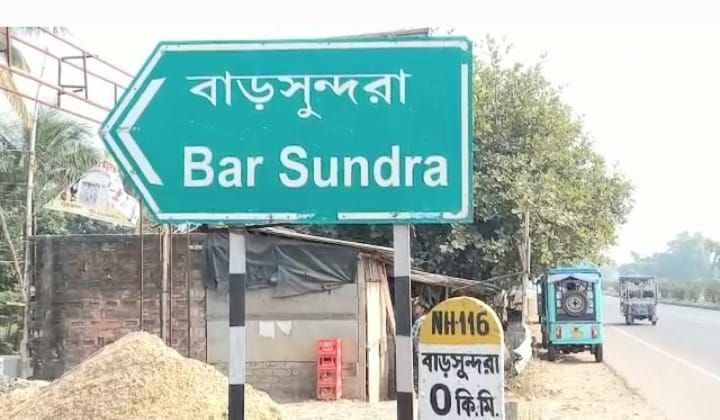 বাড়সুন্দরা
Bar Sundra
NH-116
বাড়সুন্দরা
0 কি.মি.